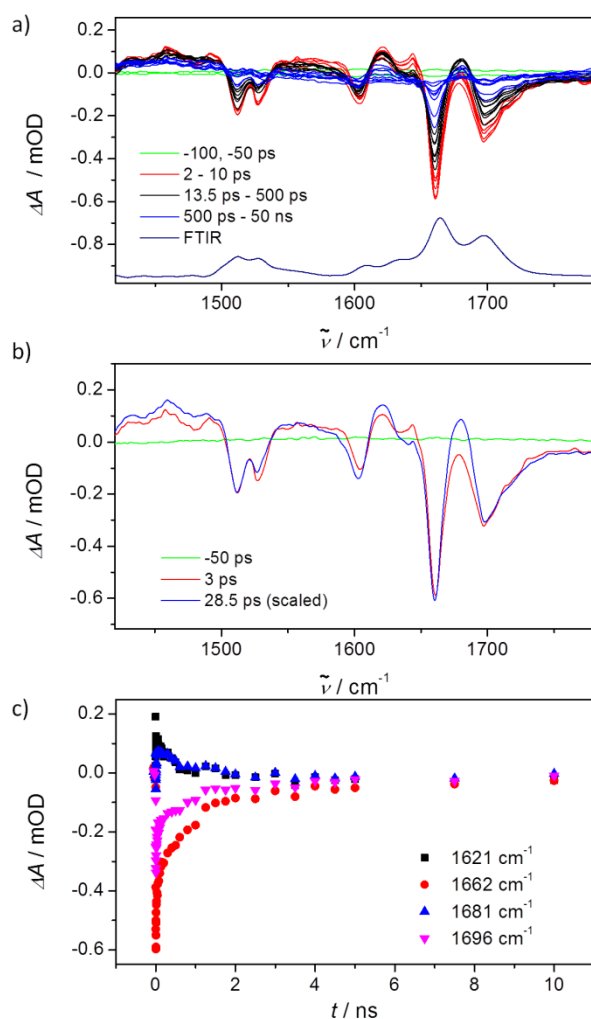 a)
0.2
0.0
-0.2
-0.4
-0.6
-0.8
ΔA / mOD
-100, -50 ps
2 - 10 ps
13.5 ps - 500 ps
500 ps - 50 ns
FTIR
1500 1600 1700
ṽ / cm⁻¹
b)
0.2
0.0
-0.2
-0.4
-0.6
ΔA / mOD
-50 ps
3 ps
28.5 ps (scaled)
1500 1600 1700
ṽ / cm⁻¹
c)
0.2
0.0
-0.2
-0.4
-0.6
ΔA / mOD
1621 cm⁻¹
1662 cm⁻¹
1681 cm⁻¹
1696 cm⁻¹
0 2 4 6 8 10
t / ns